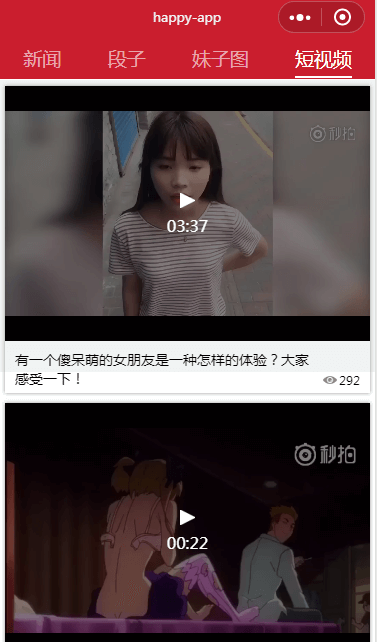 happy-app
新闻
段子
妹子图
短视频
秒拍
03:37
有一个傻呆萌的女朋友是一种怎样的体验？大家
感受一下！
292
秒拍
00:22